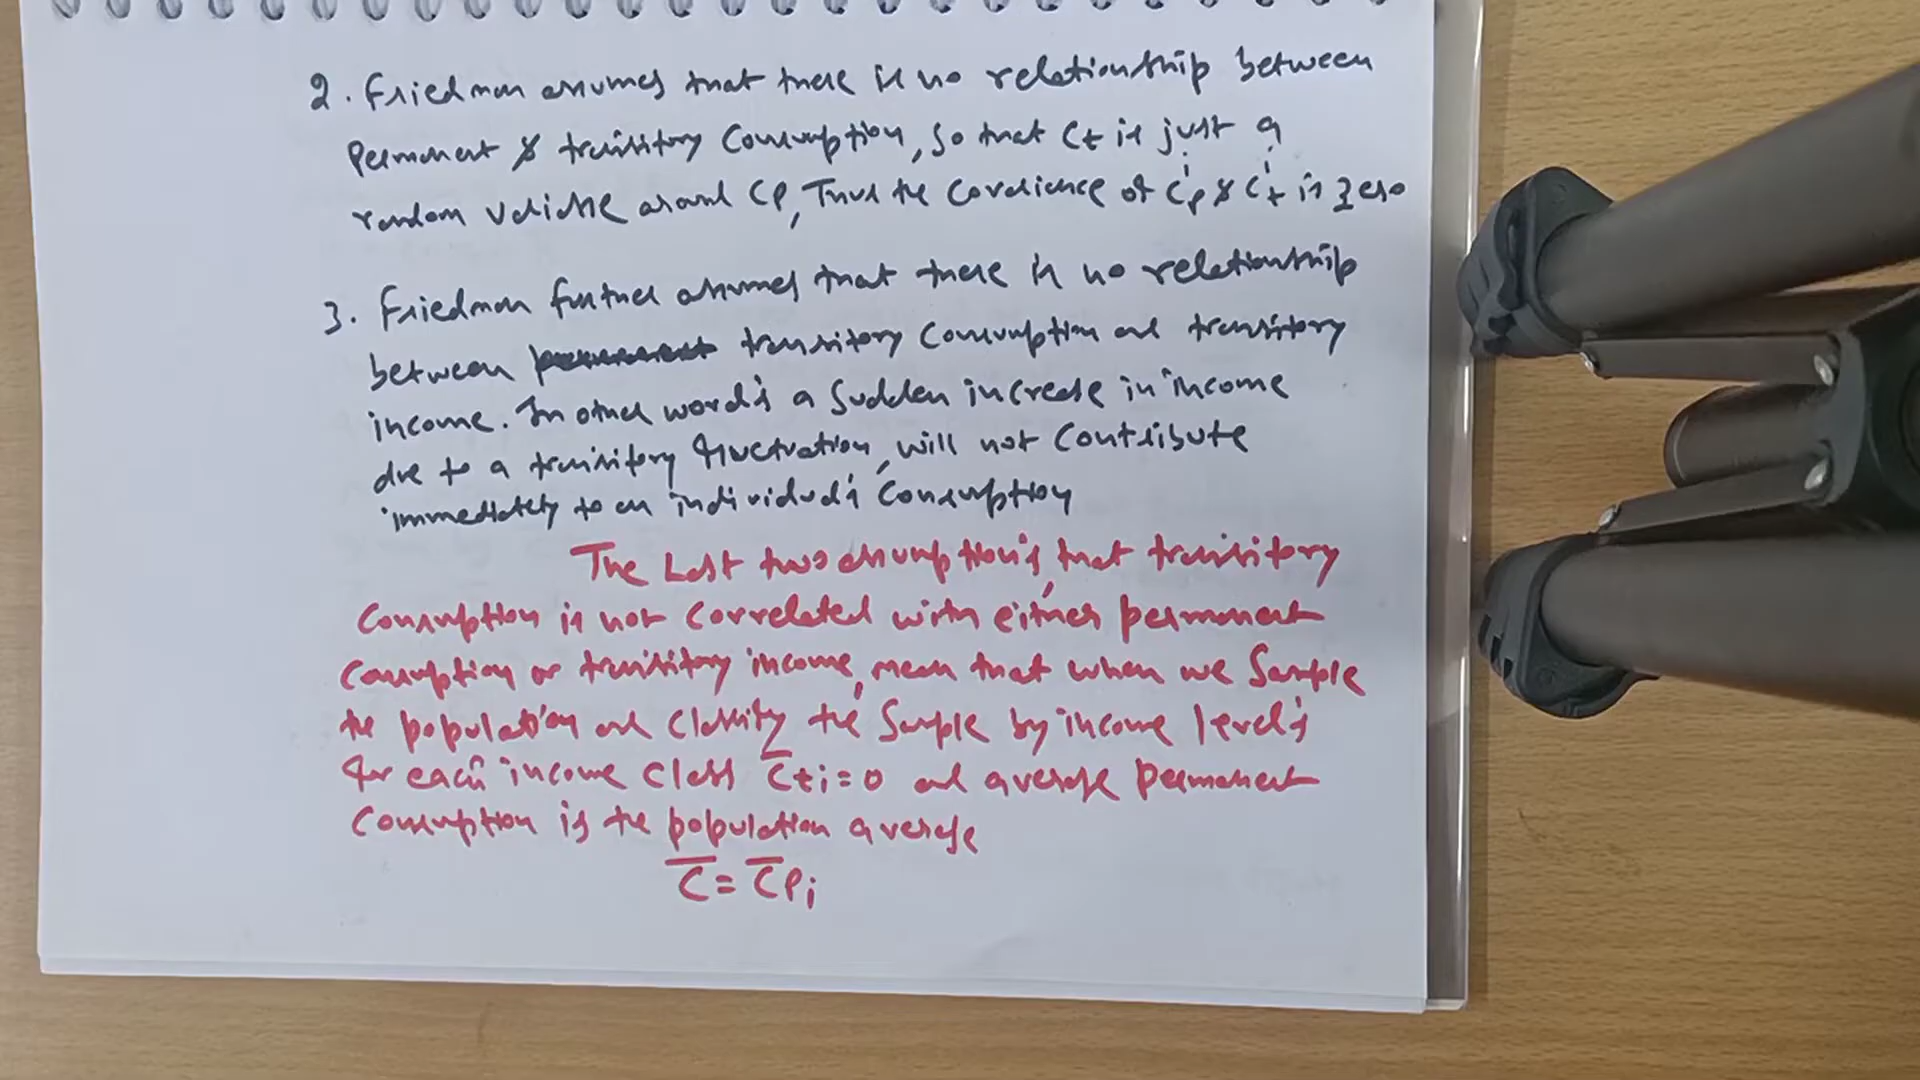 2. Friedman assumes that there is no relationship between
Permanent & transitory Consumption, so that Ct is just a
random variable around CP, Thus the Covariance of Cip & Cit is zero
3. Friedman further assumes that there is no relationship
between transitory Consumption and transitory
income. In other words a Sudden increase in income
due to a transitory fluctuation, will not Contribute
immediately to an individual's Consumption
The Last two assumptions, that transitory
Consumption is not Correlated with either permanent
Consumption or transitory income, mean that when we Sample
the population and Classify the Sample by income levels
for each income Class C̅ti = 0 and average Permanent
Consumption is the population average
C̅ = C̅Pi